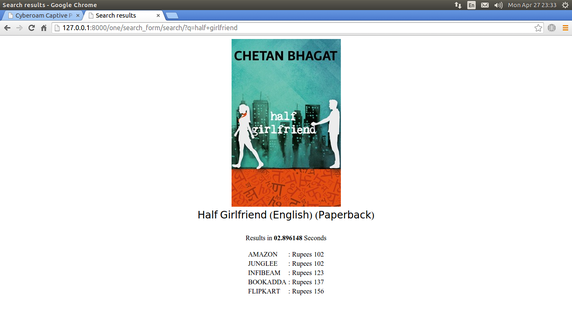 Search results - Google Chrome
En
Mon Apr 27 23:33
Cyberoam Captive P
Search results
127.0.0.1:8000/one/search_form/search/?q=half+girlfriend
CHETAN BHAGAT
half
girlfriend
Half Girlfriend (English) (Paperback)
Results in 02.896148 Seconds
AMAZON : Rupees 102
JUNGLEE : Rupees 102
INFIBEAM : Rupees 123
BOOKADDA : Rupees 137
FLIPKART : Rupees 156